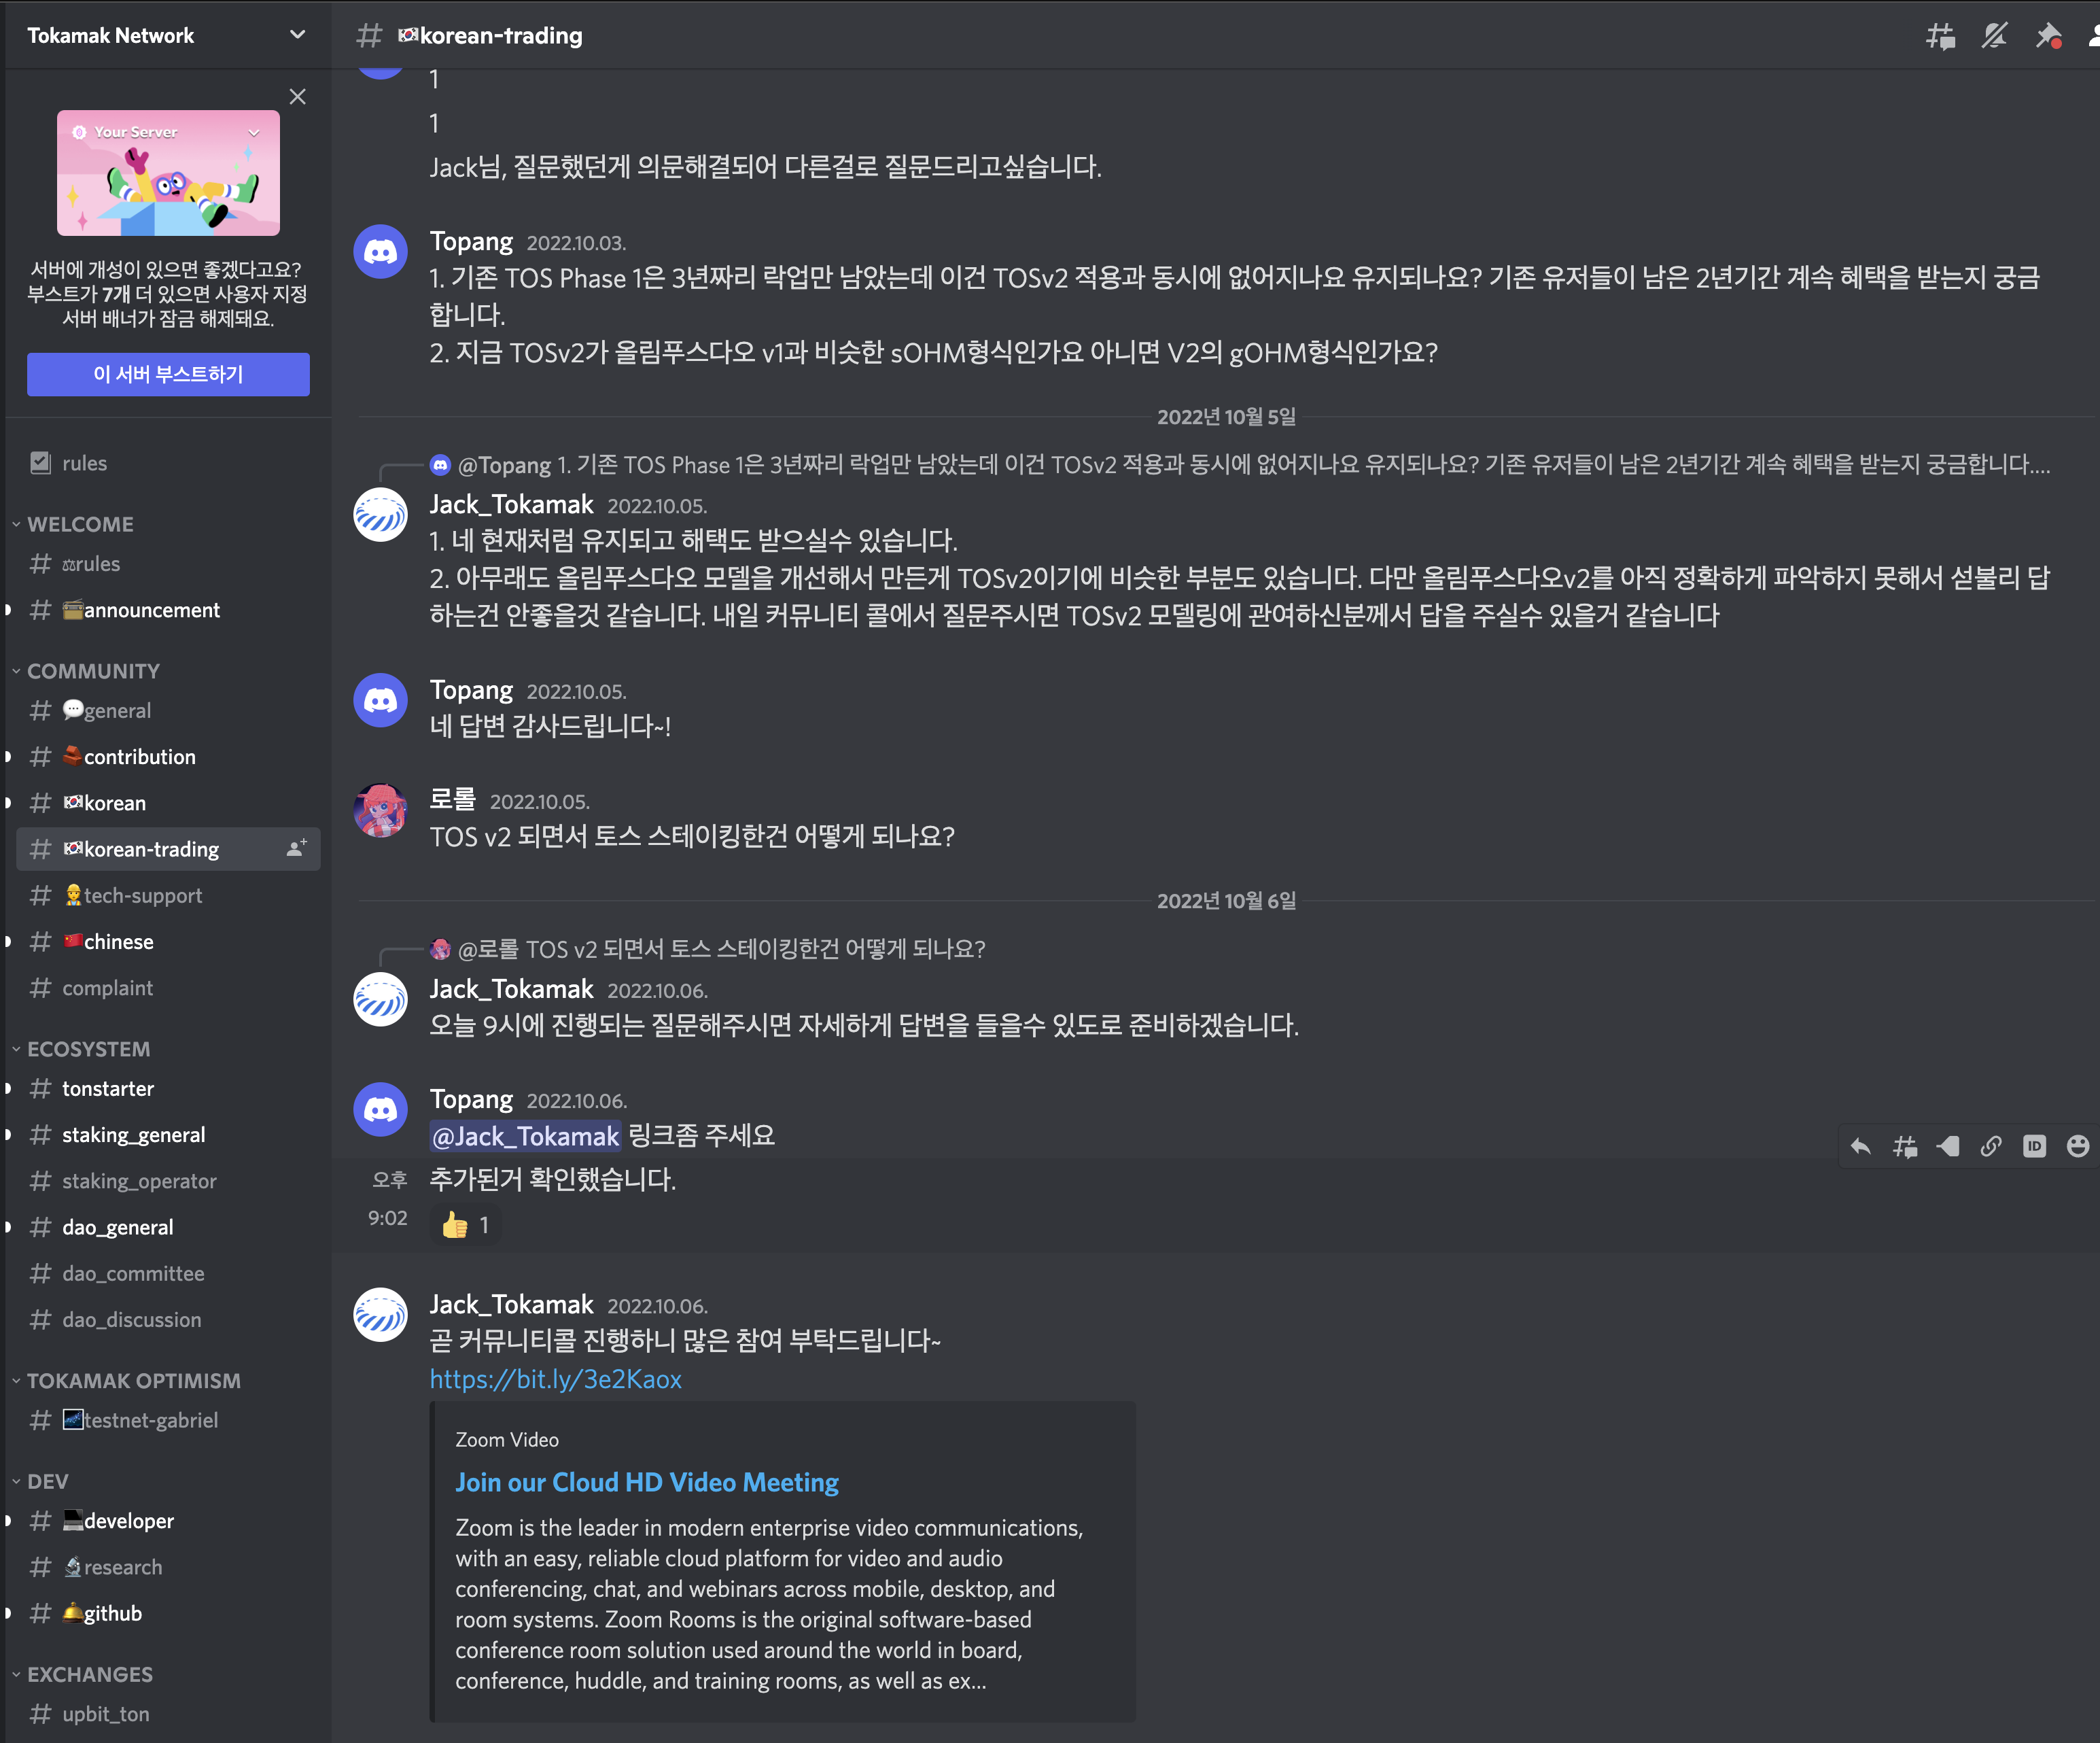 Tokamak Network
Your Server
서버에 개성이 있으면 좋겠다고요?
부스트가 7개 더 있으면 사용자 지정
서버 배너가 잠금 해제돼요.
이 서버 부스트하기
rules
WELCOME
# ⚖rules
# 📻announcement
COMMUNITY
# 💬general
# 🧱contribution
# 🇰🇷korean
# 🇰🇷korean-trading
# 👷tech-support
# 🇨🇳chinese
# complaint
ECOSYSTEM
# tonstarter
# staking_general
# staking_operator
# dao_general
# dao_committee
# dao_discussion
TOKAMAK OPTIMISM
# 🌌testnet-gabriel
DEV
# 💻developer
# 🔬research
# 🛎github
EXCHANGES
# upbit_ton
# 🇰🇷korean-trading
1
1
Jack님, 질문했던게 의문해결되어 다른걸로 질문드리고싶습니다.
Topang 2022.10.03.
1. 기존 TOS Phase 1은 3년짜리 락업만 남았는데 이건 TOSv2 적용과 동시에 없어지나요 유지되나요? 기존 유저들이 남은 2년기간 계속 혜택을 받는지 궁금
합니다.
2. 지금 TOSv2가 올림푸스다오 v1과 비슷한 sOHM형식인가요 아니면 V2의 gOHM형식인가요?
2022년 10월 5일
@Topang 1. 기존 TOS Phase 1은 3년짜리 락업만 남았는데 이건 TOSv2 적용과 동시에 없어지나요 유지되나요? 기존 유저들이 남은 2년기간 계속 혜택을 받는지 궁금합니다....
Jack_Tokamak 2022.10.05.
1. 네 현재처럼 유지되고 혜택도 받으실수 있습니다.
2. 아무래도 올림푸스다오 모델을 개선해서 만든게 TOSv2이기에 비슷한 부분도 있습니다. 다만 올림푸스다오v2를 아직 정확하게 파악하지 못해서 섣불리 답
하는건 안좋을것 같습니다. 내일 커뮤니티 콜에서 질문주시면 TOSv2 모델링에 관여하신분께서 답을 주실수 있을거 같습니다
Topang 2022.10.05.
네 답변 감사드립니다~!
로롤 2022.10.05.
TOS v2 되면서 토스 스테이킹한건 어떻게 되나요?
2022년 10월 6일
@로롤 TOS v2 되면서 토스 스테이킹한건 어떻게 되나요?
Jack_Tokamak 2022.10.06.
오늘 9시에 진행되는 질문해주시면 자세하게 답변을 들을수 있도로 준비하겠습니다.
Topang 2022.10.06.
@Jack_Tokamak 링크좀 주세요
ID
오후 9:02 추가된거 확인했습니다.
👍 1
Jack_Tokamak 2022.10.06.
곧 커뮤니티콜 진행하니 많은 참여 부탁드립니다~
https://bit.ly/3e2Kaox
Zoom Video
Join our Cloud HD Video Meeting
Zoom is the leader in modern enterprise video communications,
with an easy, reliable cloud platform for video and audio
conferencing, chat, and webinars across mobile, desktop, and
room systems. Zoom Rooms is the original software-based
conference room solution used around the world in board,
conference, huddle, and training rooms, as well as ex...